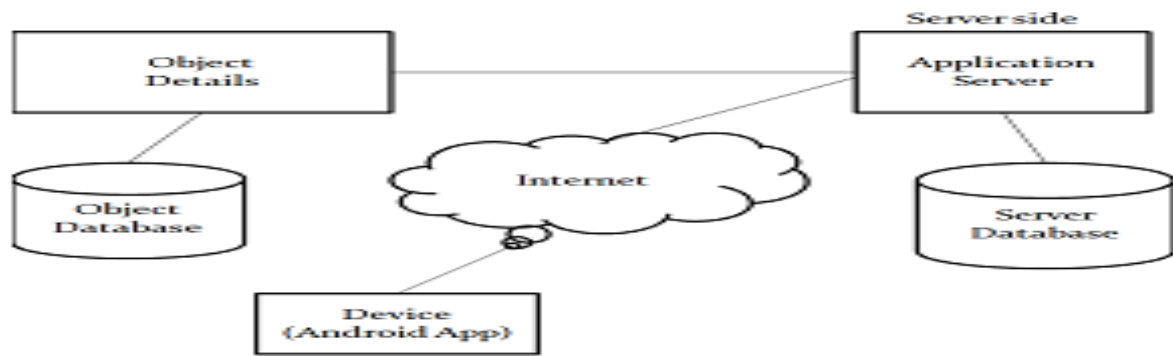 Server side
Object
Details
Application
Server
Internet
Object
Database
Server
Database
Device
(Android App)